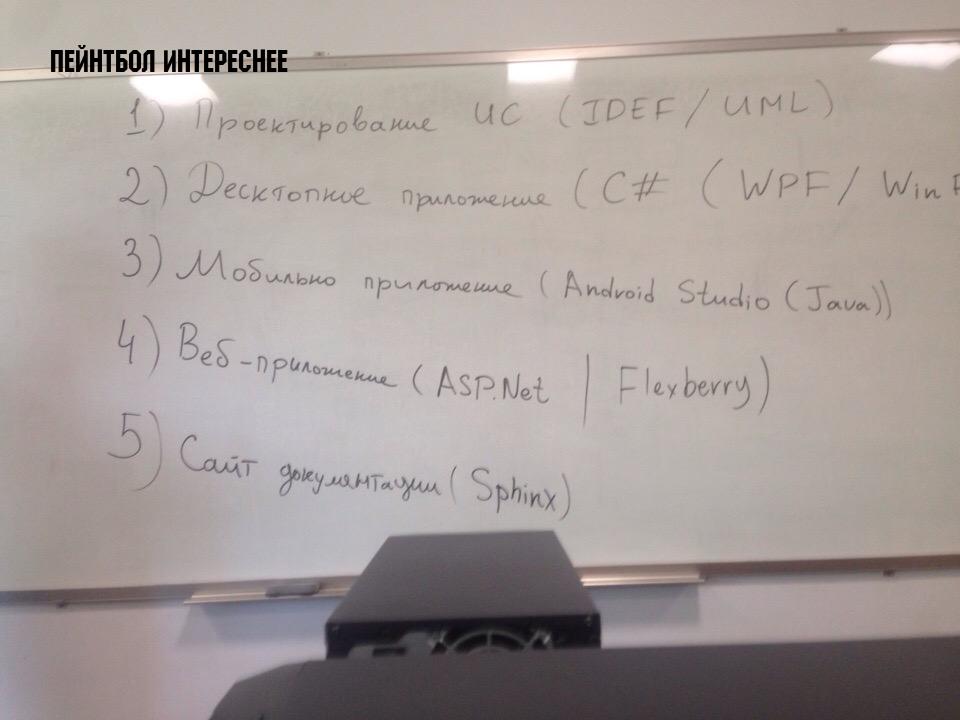 ПЕЙНТБОЛ ИНТЕРЕСНЕЕ
1) Проектирование ИС (IDEF / UML)
2) Десктопное приложение (C# ( WPF / Win F
3) Мобильно приложение ( Android Studio (Java))
4) Веб-приложение ( ASP.Net | Flexberry)
5) Сайт документации ( Sphinx)